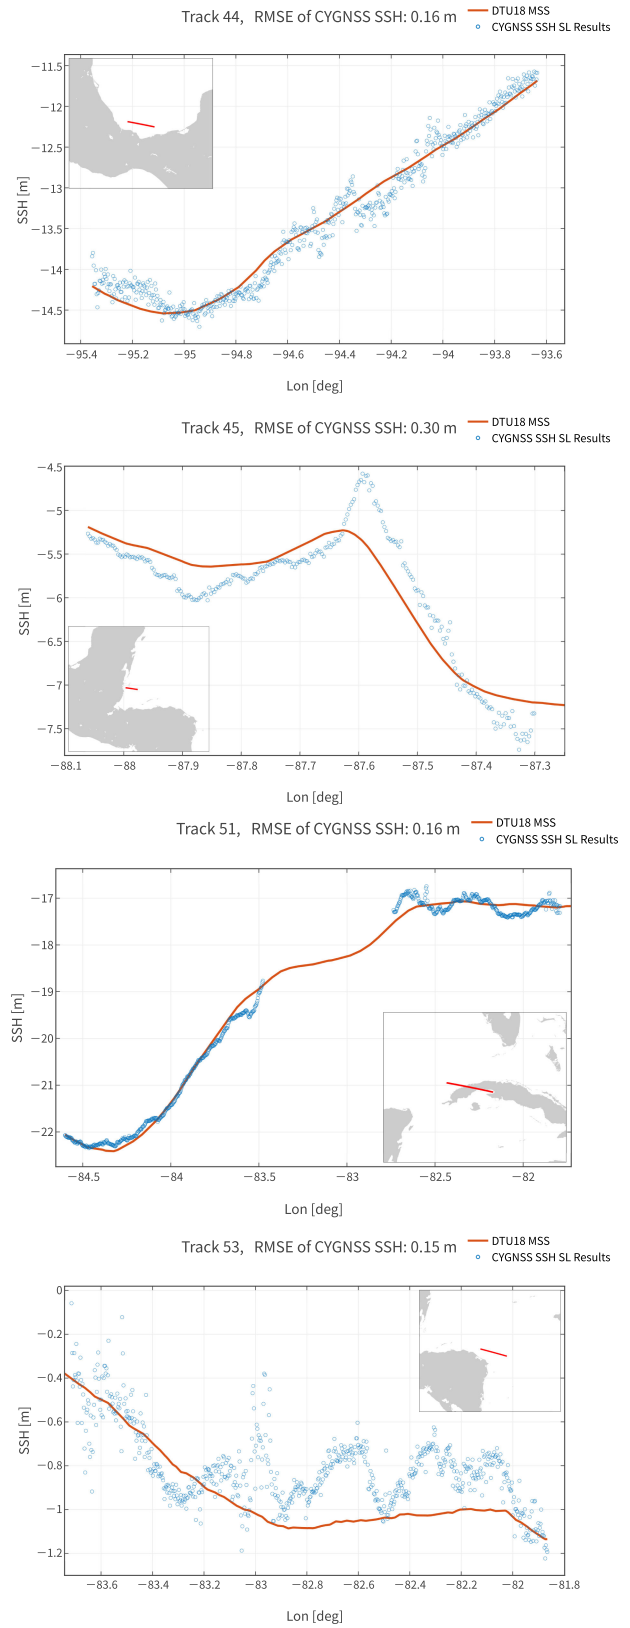 Track 44, RMSE of CYGNSS SSH: 0.16 m
DTU18 MSS
CYGNSS SSH SL Results
−11.5
−12
−12.5
−13
−13.5
−14
−14.5
SSH [m]
−95.4 −95.2 −95 −94.8 −94.6 −94.4 −94.2 −94 −93.8 −93.6
Lon [deg]
Track 45, RMSE of CYGNSS SSH: 0.30 m
DTU18 MSS
CYGNSS SSH SL Results
−4.5
−5
−5.5
−6
−6.5
−7
−7.5
SSH [m]
−88.1 −88 −87.9 −87.8 −87.7 −87.6 −87.5 −87.4 −87.3
Lon [deg]
Track 51, RMSE of CYGNSS SSH: 0.16 m
DTU18 MSS
CYGNSS SSH SL Results
−17
−18
−19
−20
−21
−22
SSH [m]
−84.5 −84 −83.5 −83 −82.5 −82
Lon [deg]
Track 53, RMSE of CYGNSS SSH: 0.15 m
DTU18 MSS
CYGNSS SSH SL Results
0
−0.2
−0.4
−0.6
−0.8
−1
−1.2
SSH [m]
−83.6 −83.4 −83.2 −83 −82.8 −82.6 −82.4 −82.2 −82 −81.8
Lon [deg]